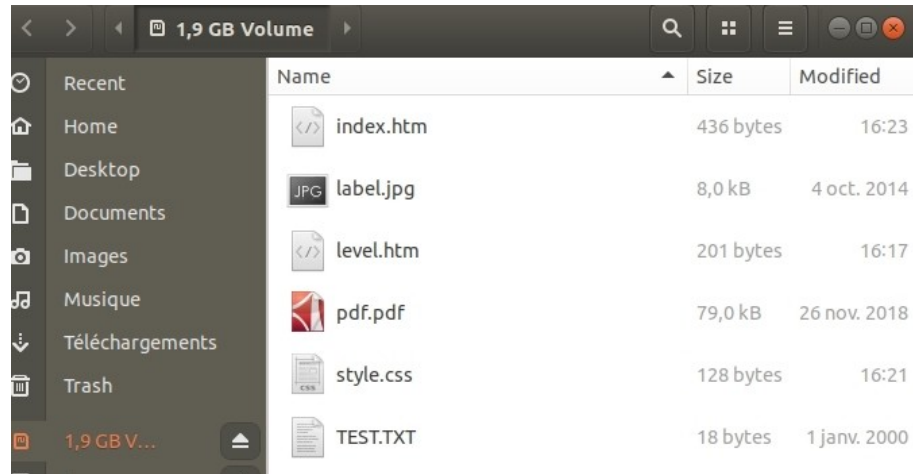 1,9 GB Volume
Name Size Modified
Recent
Home
Desktop
Documents
Images
Musique
Téléchargements
Trash
1,9 GB V...
index.htm 436 bytes 16:23
JPG label.jpg 8,0 kB 4 oct. 2014
level.htm 201 bytes 16:17
pdf.pdf 79,0 kB 26 nov. 2018
CSS style.css 128 bytes 16:21
TEST.TXT 18 bytes 1 janv. 2000